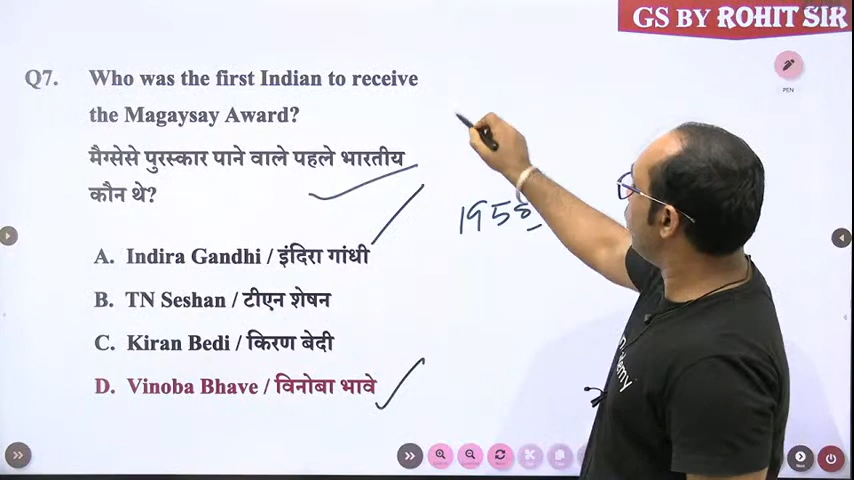 GS BY ROHIT SIR
Q7. Who was the first Indian to receive
the Magaysay Award?
मैग्सेसे पुरस्कार पाने वाले पहले भारतीय
कौन थे?
1958
A. Indira Gandhi / इंदिरा गांधी
B. TN Seshan / टीएन शेषन
C. Kiran Bedi / किरण बेदी
D. Vinoba Bhave / विनोबा भावे
PEN